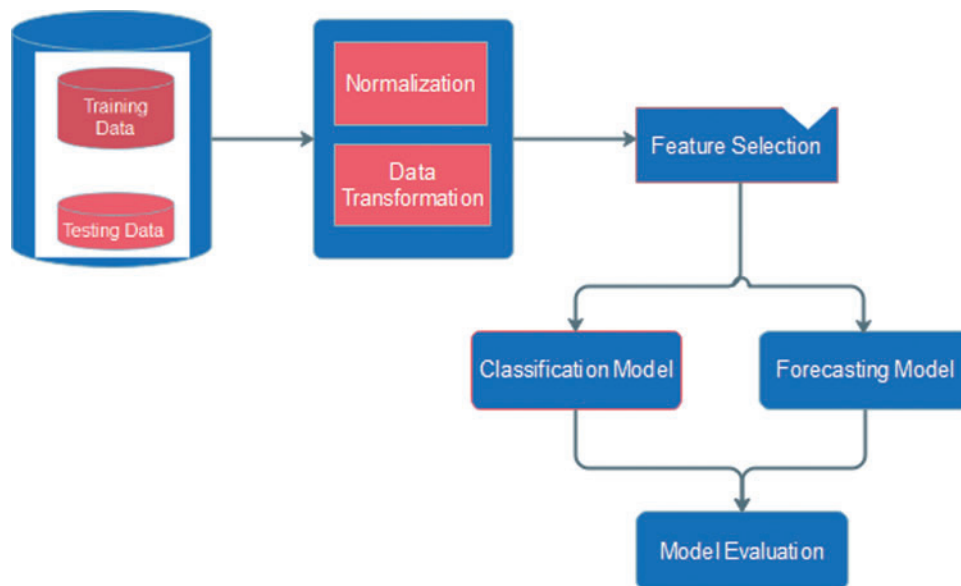 Training
Data
Testing Data
Normalization
Data
Transformation
Feature Selection
Classification Model
Forecasting Model
Model Evaluation